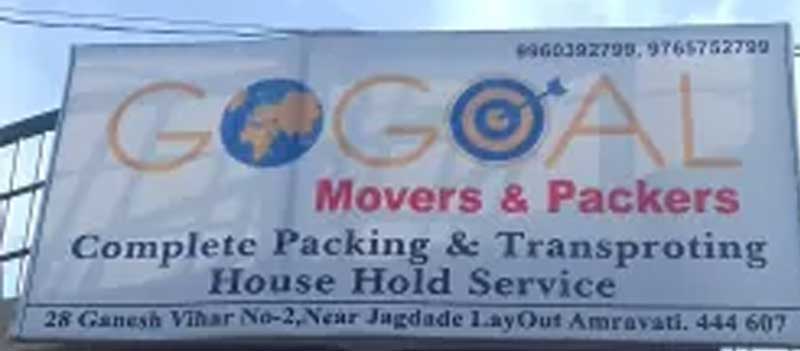 9960392799, 9765752799
GOGOAL
Movers & Packers
Complete Packing & Transproting
House Hold Service
28 Ganesh Vihar No-2,Near Jagdade LayOut Amravati. 444 607